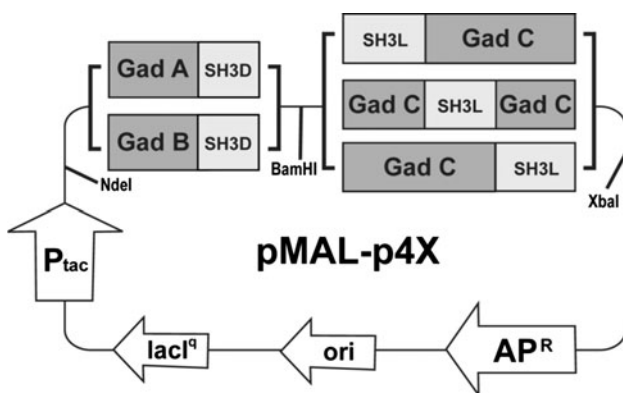 SH3L Gad C
Gad A SH3D
Gad C SH3L Gad C
Gad B SH3D
BamHI
Gad C SH3L
NdeI
XbaI
Ptac
pMAL-p4X
lacIq
ori
APR